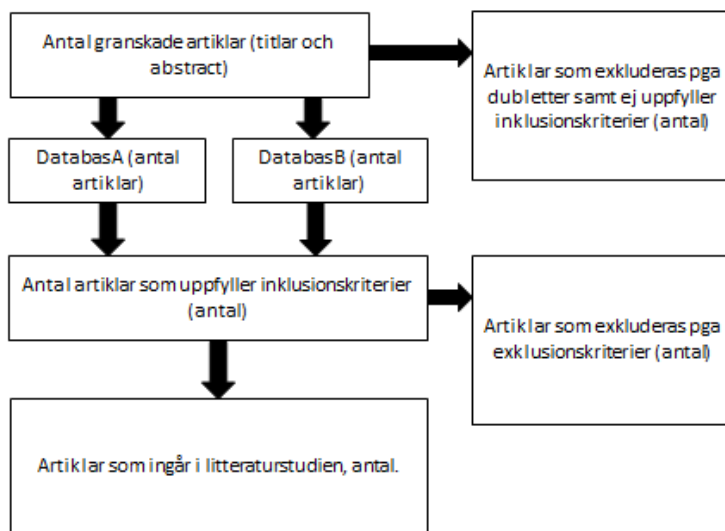 Antal granskade artiklar (titlar och
abstract)
Artiklar som exkluderas pga
dubletter samt ej uppfyller
inklusionskriterier (antal)
DatabasA (antal
artiklar)
DatabasB (antal
artiklar)
Antal artiklar som uppfyller inklusionskriterier
(antal)
Artiklar som exkluderas pga
exklusionskriterier (antal)
Artiklar som ingår i litteraturstudien, antal.